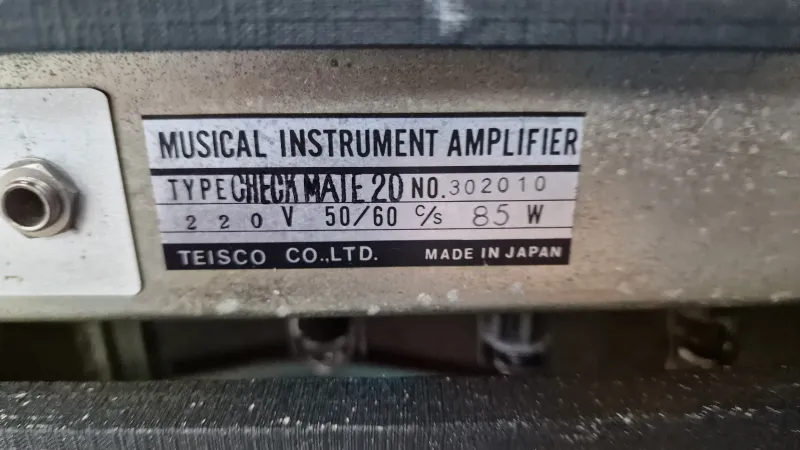 MUSICAL INSTRUMENT AMPLIFIER
TYPE CHECK MATE 20 NO. 302010
220 V 50/60 C/S 85 W
TEISCO CO.,LTD. MADE IN JAPAN